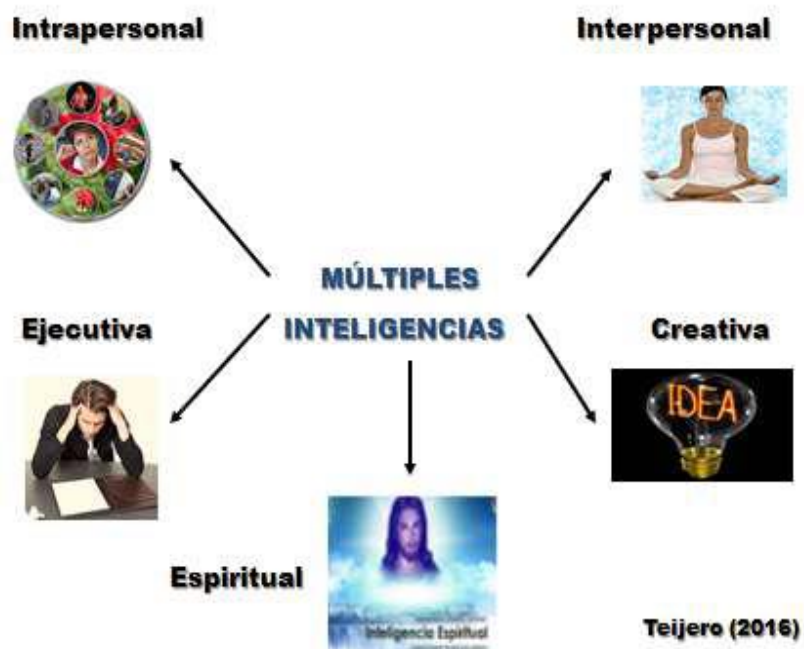 Intrapersonal
Interpersonal
MÚLTIPLES
INTELIGENCIAS
Ejecutiva
Creativa
IDEA
Espiritual
Inteligencia Espiritual
Teijero (2016)